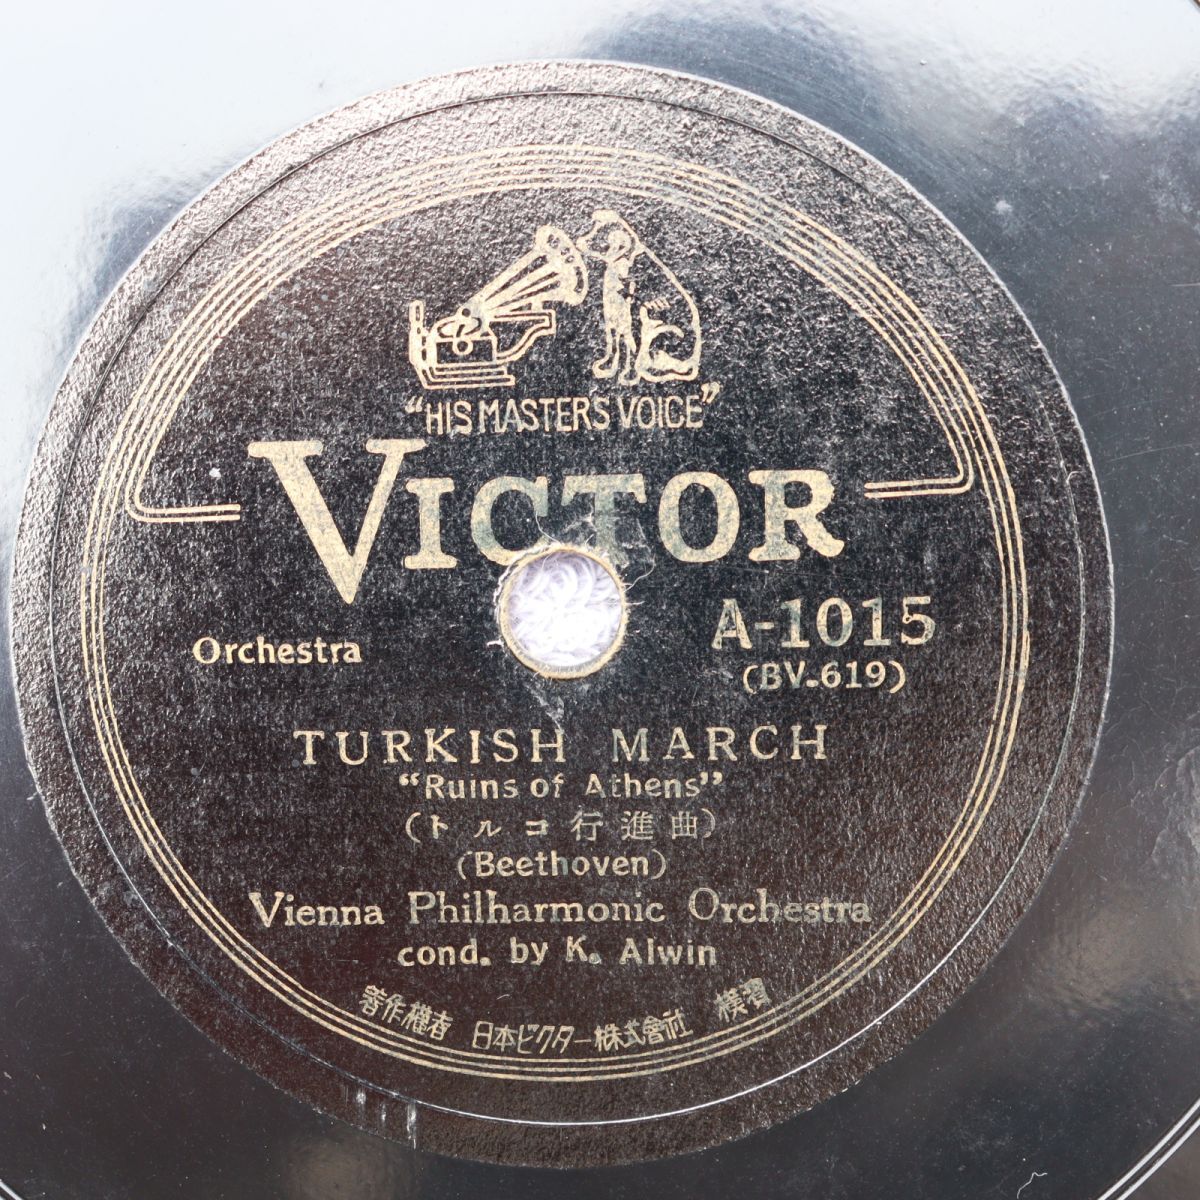 “HIS MASTERS VOICE”
VICTOR
Orchestra
A-1015
(BV-619)
TURKISH MARCH
“Ruins of Athens”
(トルコ行進曲)
(Beethoven)
Vienna Philharmonic Orchestra
cond. by K. Alwin
著作權者 日本ビクター株式會社 横濱